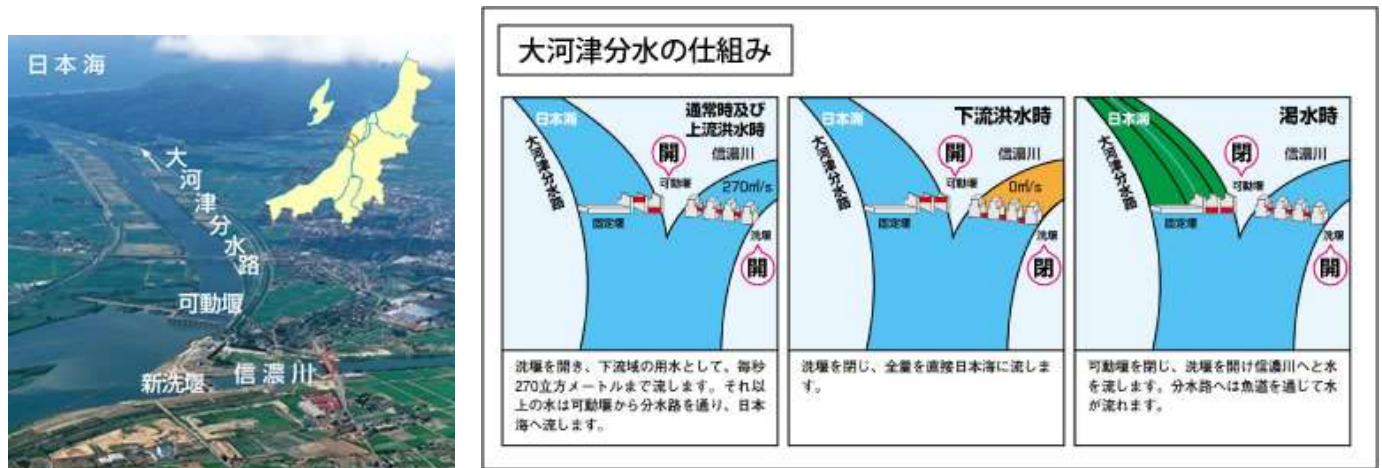 日本海
大河津分水路
可動堰
新洗堰
信濃川
大河津分水の仕組み
通常時及び
上流洪水時
日本海
大河津分水路
開
可動堰
信濃川
270㎥/s
固定堰
洗堰
開
洗堰を開き、下流域の用水として、毎秒
270立方メートルまで流します。それ以
上の水は可動堰から分水路を通り、日本
海へ流します。
下流洪水時
日本海
大河津分水路
開
可動堰
信濃川
0㎥/s
固定堰
洗堰
閉
洗堰を閉じ、全量を直接日本海に流しま
す。
渇水時
日本海
大河津分水路
閉
可動堰
信濃川
固定堰
洗堰
開
可動堰を閉じ、洗堰を開け信濃川へと水
を流します。分水路へは魚道を通じて水
が流れます。